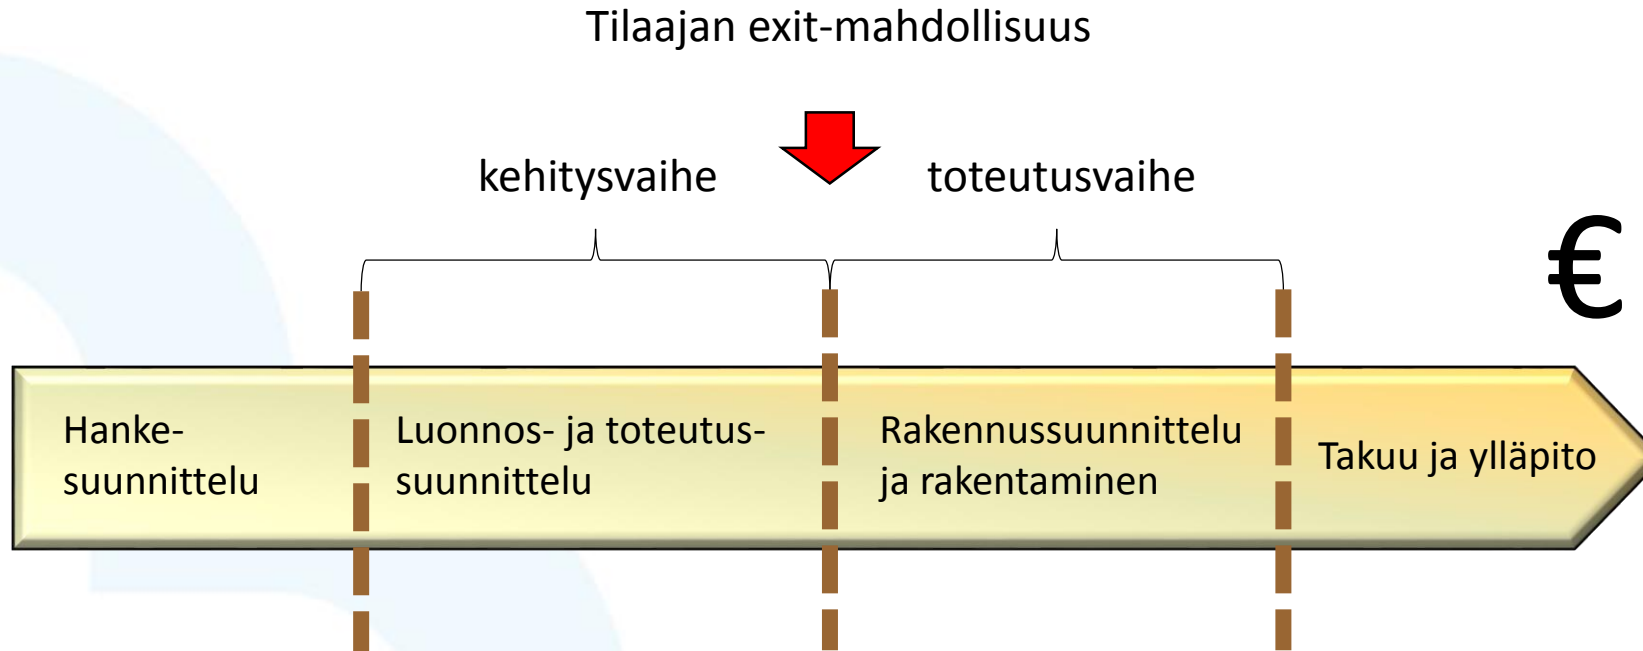 Tilaajan exit-mahdollisuus
kehitysvaihe
toteutusvaihe
€
Hanke-
suunnittelu
Luonnos- ja toteutus-
suunnittelu
Rakennussuunnittelu
ja rakentaminen
Takuu ja ylläpito